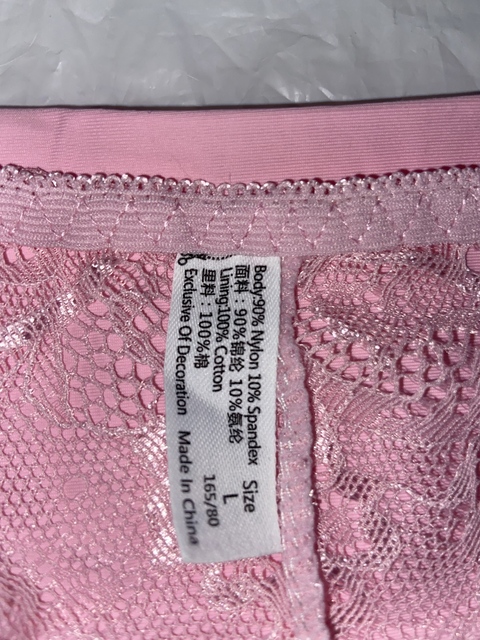 Body:90% Nylon 10% Spandex
面料：90%锦纶 10%氨纶
Lining:100% Cotton
里料：100%棉
Exclusive Of Decoration
Size
L
165/80
Made In China